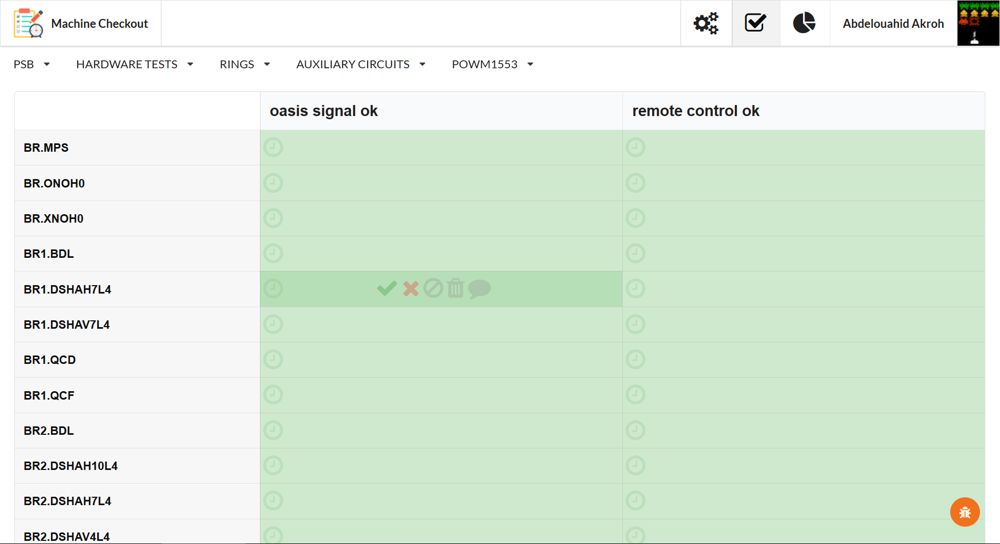 Machine Checkout
Abdelouahid Akroh
PSB HARDWARE TESTS RINGS AUXILIARY CIRCUITS POWM1553
oasis signal ok remote control ok
BR.MPS
BR.ONOH0
BR.XNOH0
BR1.BDL
BR1.DSHAH7L4
BR1.DSHAV7L4
BR1.QCD
BR1.QCF
BR2.BDL
BR2.DSHAH10L4
BR2.DSHAH7L4
BR2.DSHAV4L4